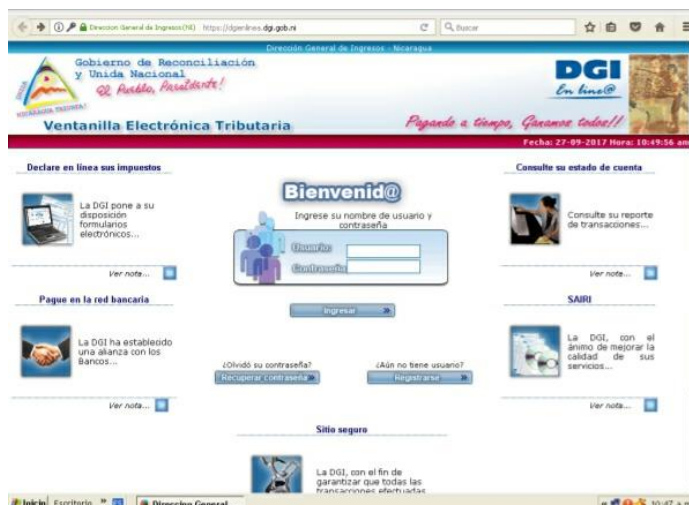 Direccion General de Ingresos (NI)
https://dgienlinea.dgi.gob.ni
Buscar
Dirección General de Ingresos - Nicaragua
Gobierno de Reconciliación
y Unida Nacional
El Pueblo, Presidente!
DGI
En line@
Ventanilla Electrónica Tributaria
Pagando a tiempo, Ganamos todos!!
Fecha: 27-09-2017 Hora: 10:49:56 am
Declare en línea sus impuestos
La DGI pone a su
disposición
formularios
electrónicos...
Ver nota...
Pague en la red bancaria
La DGI ha establecido
una alianza con los
Bancos...
Ver nota...
Bienvenid@
Ingrese su nombre de usuario y
contraseña
Usuario:
Contraseña:
Ingresar
¿Olvidó su contraseña?
Recuperar contraseña
¿Aún no tiene usuario?
Registrarse
Sitio seguro
La DGI, con el fin de
garantizar que todas las
transacciones efectuadas
Consulte su estado de cuenta
Consulte su reporte
de transacciones...
Ver nota...
SAIRI
La DGI, con el
ánimo de mejorar la
calidad de sus
servicios...
Ver nota...
Inicio
Escritorio
Direccion General
10:47 a.m.